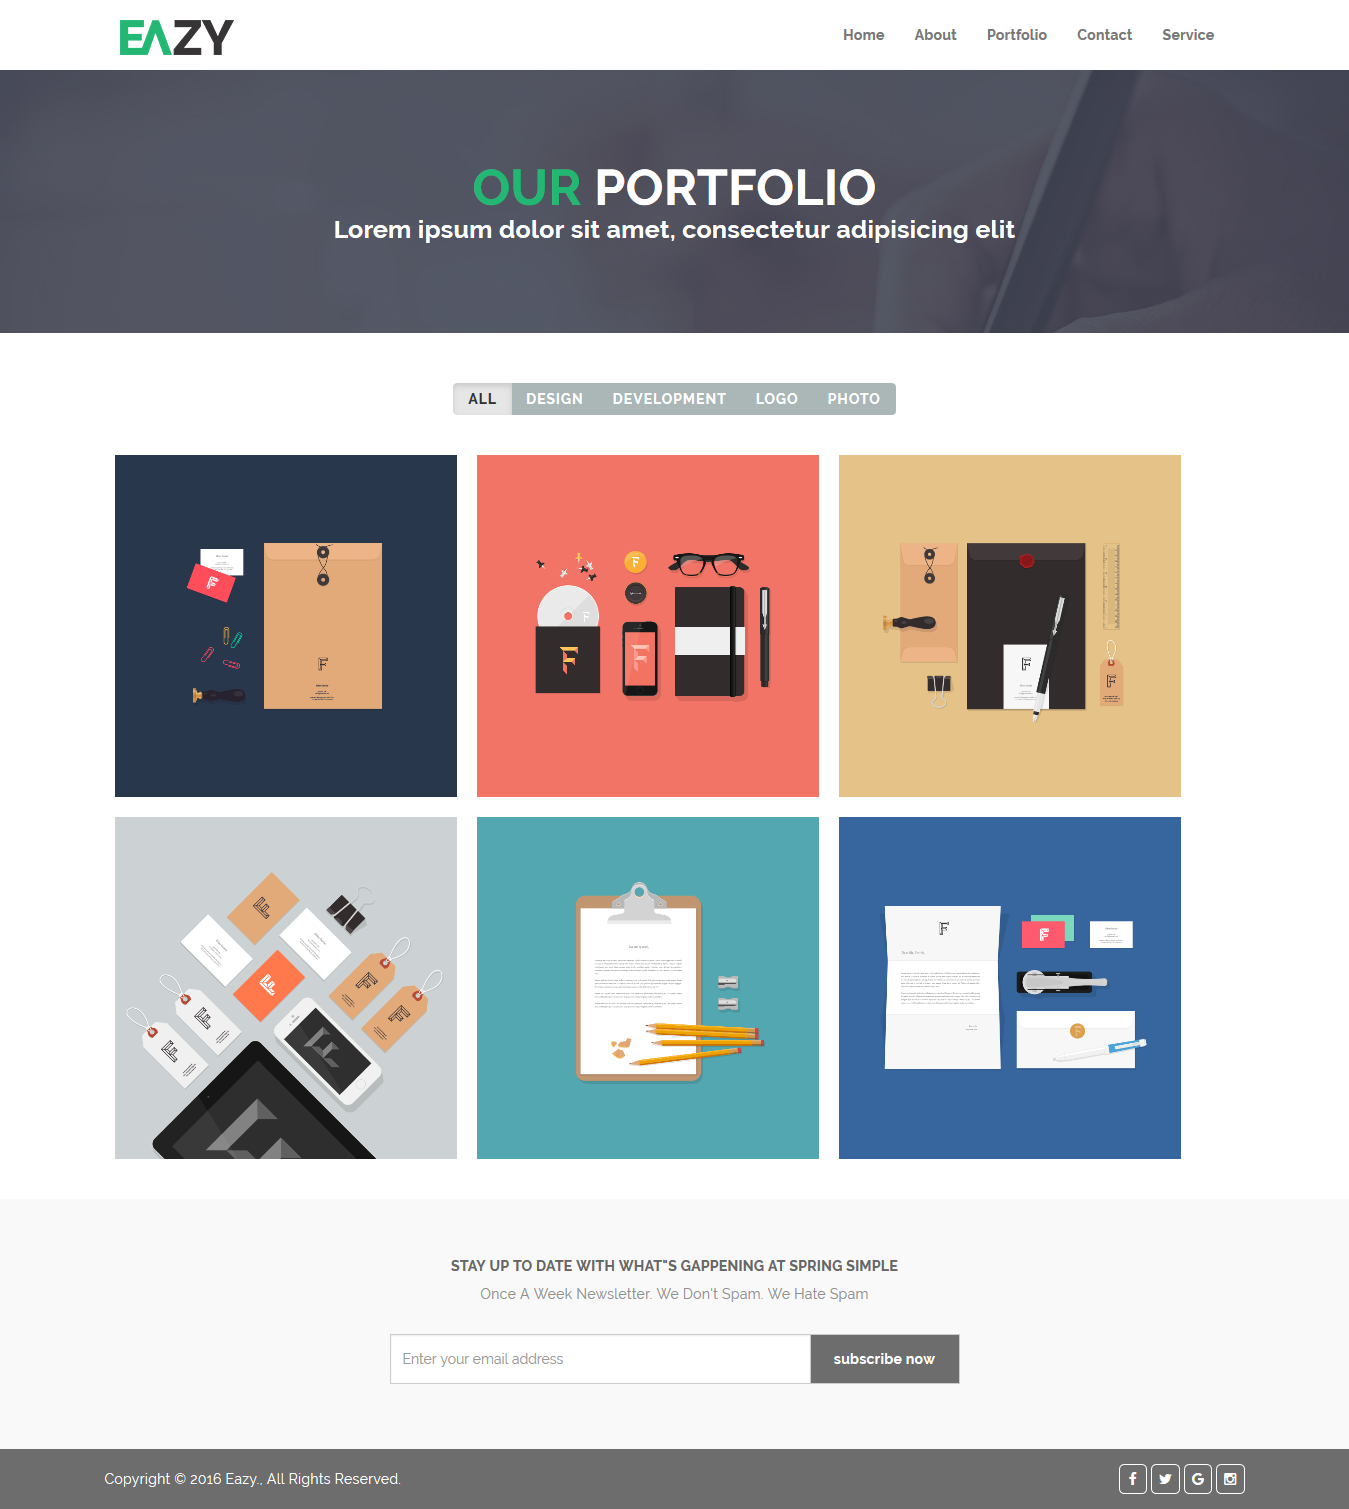 EAZY
Home About Portfolio Contact Service
OUR PORTFOLIO
Lorem ipsum dolor sit amet, consectetur adipisicing elit
ALL DESIGN DEVELOPMENT LOGO PHOTO
STAY UP TO DATE WITH WHAT"S GAPPENING AT SPRING SIMPLE
Once A Week Newsletter. We Don't Spam. We Hate Spam
Enter your email address
subscribe now
Copyright © 2016 Eazy., All Rights Reserved.